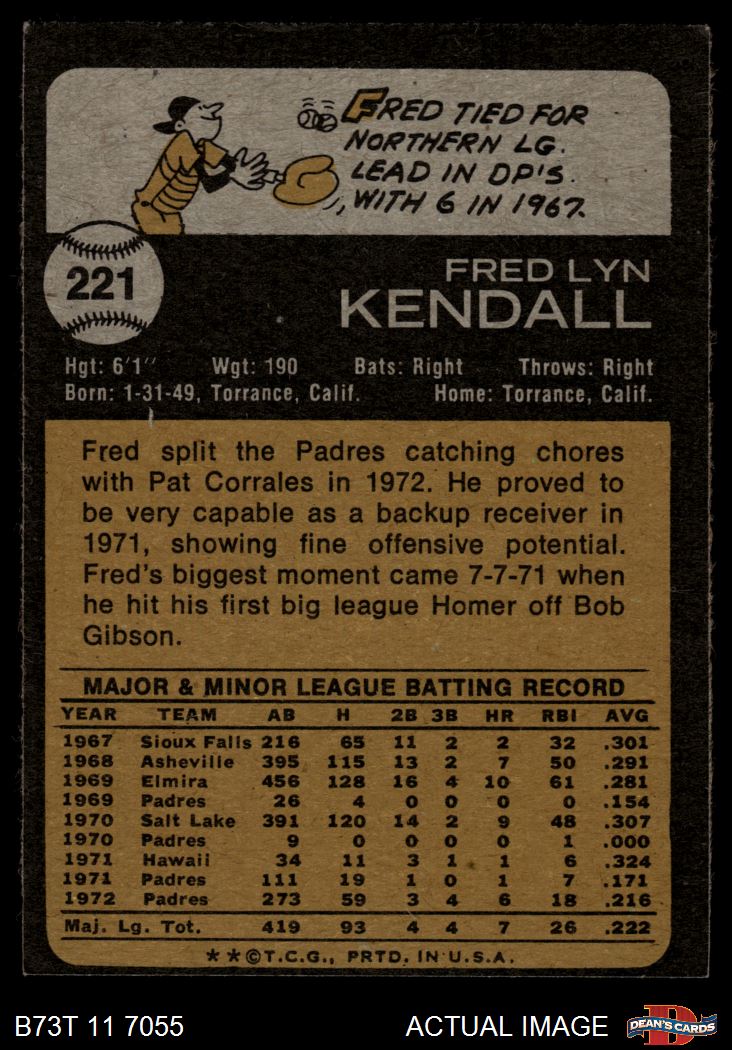 FRED TIED FOR
NORTHERN LG.
LEAD IN DP'S.
WITH 6 IN 1967.
221
FRED LYN
KENDALL
Hgt: 6'1" Wgt: 190 Bats: Right Throws: Right
Born: 1-31-49, Torrance, Calif. Home: Torrance, Calif.
Fred split the Padres catching chores
with Pat Corrales in 1972. He proved to
be very capable as a backup receiver in
1971, showing fine offensive potential.
Fred's biggest moment came 7-7-71 when
he hit his first big league Homer off Bob
Gibson.
MAJOR & MINOR LEAGUE BATTING RECORD
YEAR TEAM AB H 2B 3B HR RBI AVG
1967 Sioux Falls 216 65 11 2 2 32 .301
1968 Asheville 395 115 13 2 7 50 .291
1969 Elmira 456 128 16 4 10 61 .281
1969 Padres 26 4 0 0 0 0 .154
1970 Salt Lake 391 120 14 2 9 48 .307
1970 Padres 9 0 0 0 0 1 .000
1971 Hawaii 34 11 3 1 1 6 .324
1971 Padres 111 19 1 0 1 7 .171
1972 Padres 273 59 3 4 6 18 .216
Maj. Lg. Tot. 419 93 4 4 7 26 .222
**©T.C.G., PRTD. IN U.S.A.
B73T 11 7055 ACTUAL IMAGE DEAN'S CARDS